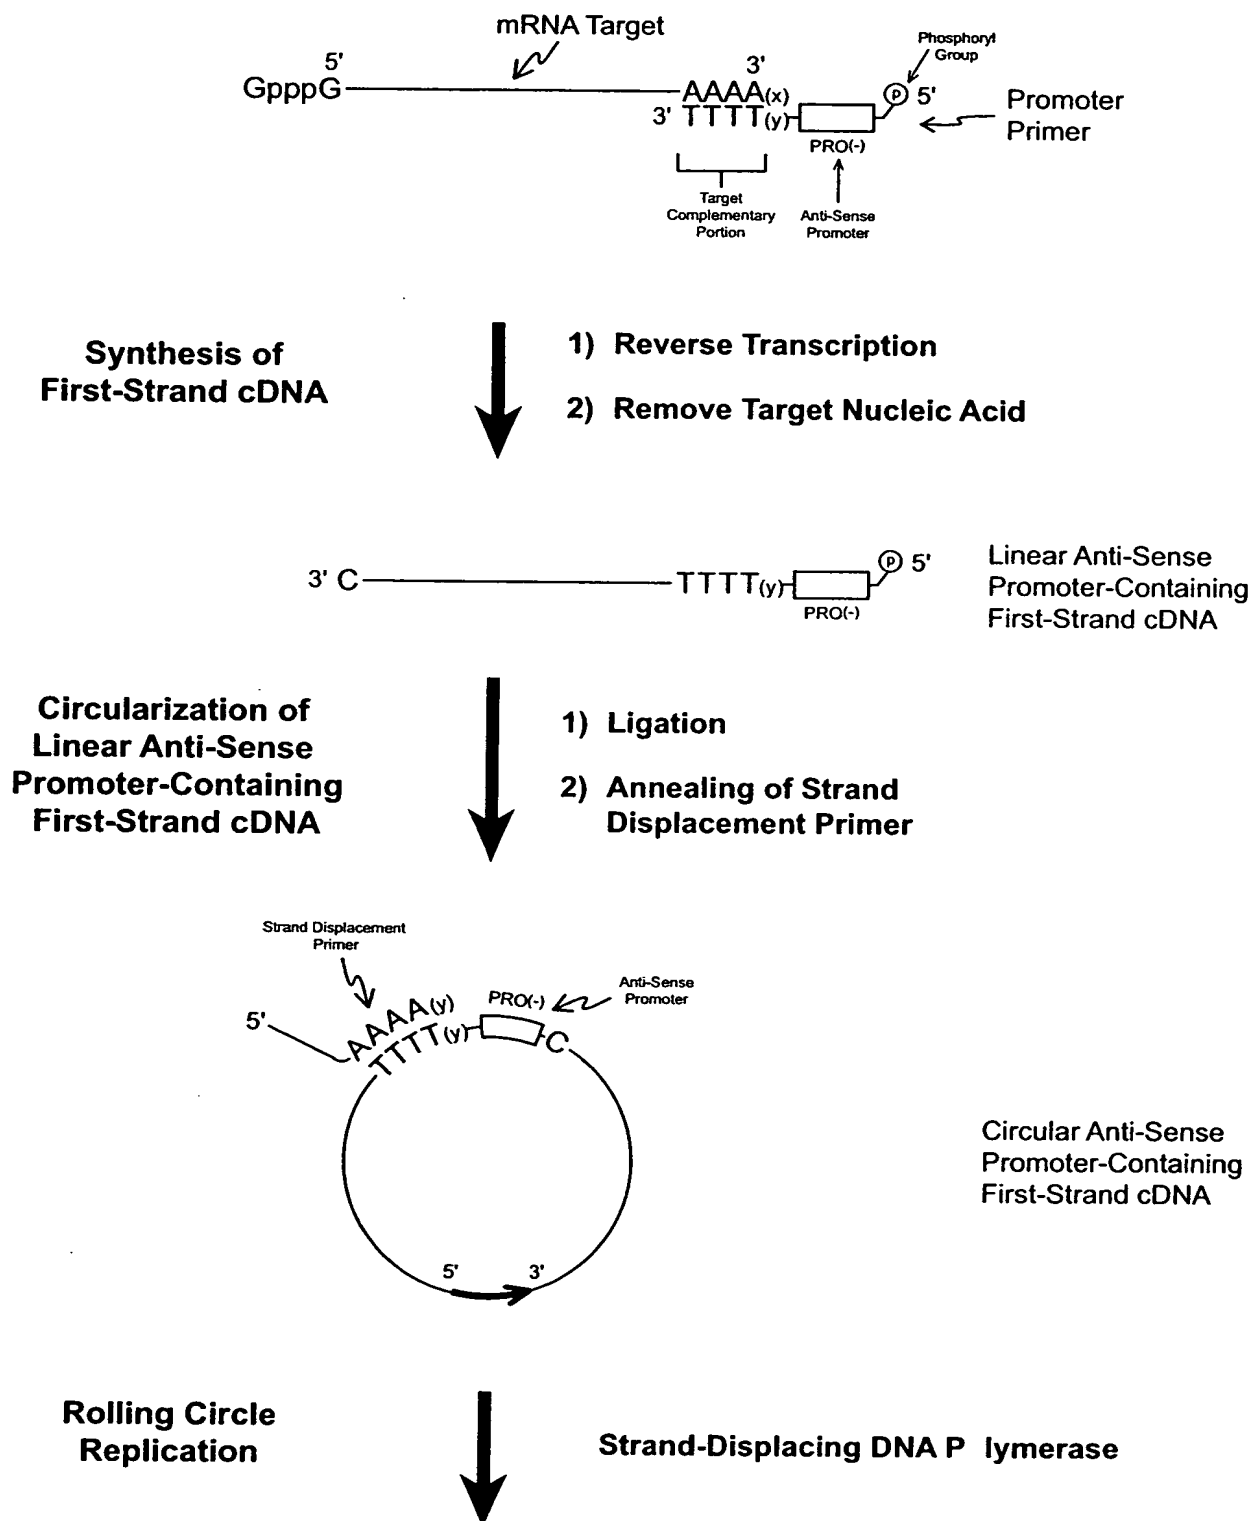 mRNA Target
Phosphoryl
Group
5'
3'
GpppG
AAAA(x)
P 5'
Promoter
Primer
3' TTTT(y)
PRO(-)
Target
Complementary
Portion
Anti-Sense
Promoter
Synthesis of
First-Strand cDNA
1) Reverse Transcription
2) Remove Target Nucleic Acid
3' C
TTTT(y)
PRO(-)
P 5'
Linear Anti-Sense
Promoter-Containing
First-Strand cDNA
Circularization of
Linear Anti-Sense
Promoter-Containing
First-Strand cDNA
1) Ligation
2) Annealing of Strand
Displacement Primer
Strand Displacement
Primer
Anti-Sense
Promoter
5'
AAAA(y)
PRO(-)
TTTT(y)
C
Circular Anti-Sense
Promoter-Containing
First-Strand cDNA
5'
3'
Rolling Circle
Replication
Strand-Displacing DNA P lymerase